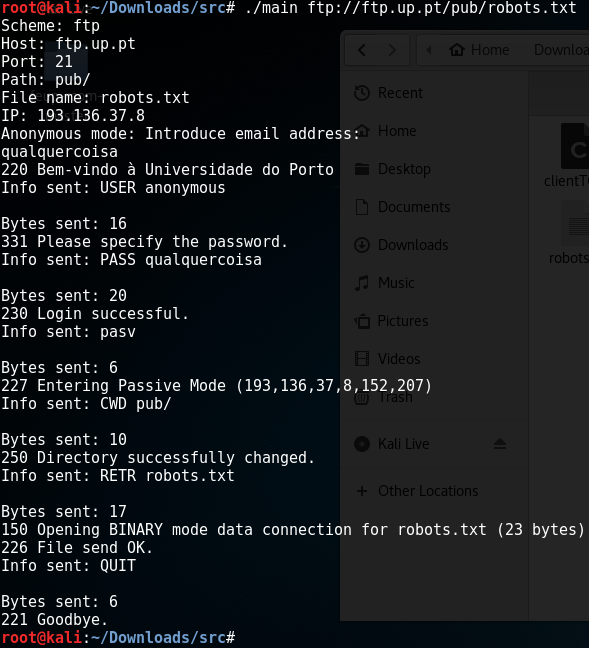 root@kali:~/Downloads/src# ./main ftp://ftp.up.pt/pub/robots.txt
Scheme: ftp
Host: ftp.up.pt
Port: 21
Path: pub/
File name: robots.txt
IP: 193.136.37.8
Anonymous mode: Introduce email address:
qualquercoisa
220 Bem-vindo à Universidade do Porto
Info sent: USER anonymous
Bytes sent: 16
331 Please specify the password.
Info sent: PASS qualquercoisa
Bytes sent: 20
230 Login successful.
Info sent: pasv
Bytes sent: 6
227 Entering Passive Mode (193,136,37,8,152,207)
Info sent: CWD pub/
Bytes sent: 10
250 Directory successfully changed.
Info sent: RETR robots.txt
Bytes sent: 17
150 Opening BINARY mode data connection for robots.txt (23 bytes)
226 File send OK.
Info sent: QUIT
Bytes sent: 6
221 Goodbye.
root@kali:~/Downloads/src#
Home Downloa
Recent
Home
Desktop
Documents
Downloads
Music
Pictures
Videos
Trash
Kali Live
Other Locations
C
clientT
robots